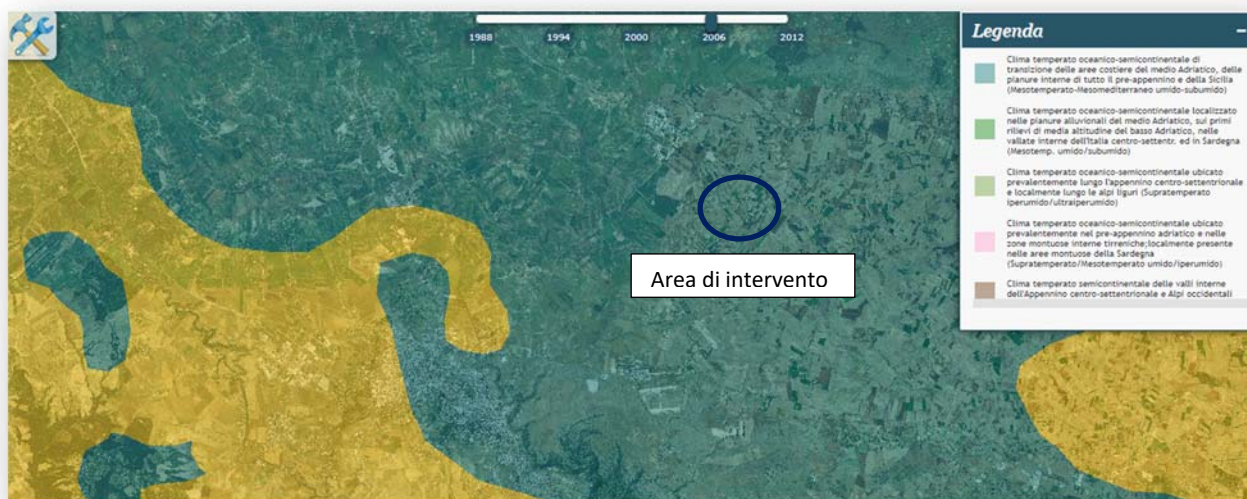 1988 1994 2000 2006 2012
Legenda
Clima temperato oceanico-semicontinentale di
transizione delle aree costiere del medio Adriatico, delle
pianure interne di tutto il pre-appennino e della Sicilia
(Mesotemperato-Mesomediterraneo umido-subumido)
Clima temperato oceanico-semicontinentale localizzato
nelle pianure alluvionali del medio Adriatico, sui primi
rilievi di media altitudine del basso Adriatico, nelle
vallate interne dell'Italia centro-settentr. ed in Sardegna
(Mesotemp. umido/subumido)
Clima temperato oceanico-semicontinentale ubicato
prevalentemente lungo l'appennino centro-settentrionale
e localmente lungo le alpi liguri (Supratemperato
iperumido/ultraiperumido)
Clima temperato oceanico-semicontinentale ubicato
prevalentemente nel pre-appennino adriatico e nelle
zone montuose interne tirreniche;localmente presente
nelle aree montuose della Sardegna
(Supratemperato/Mesotemperato umido/iperumido)
Clima temperato semicontinentale delle valli interne
dell'Appennino centro-settentrionale e Alpi occidentali
Area di intervento